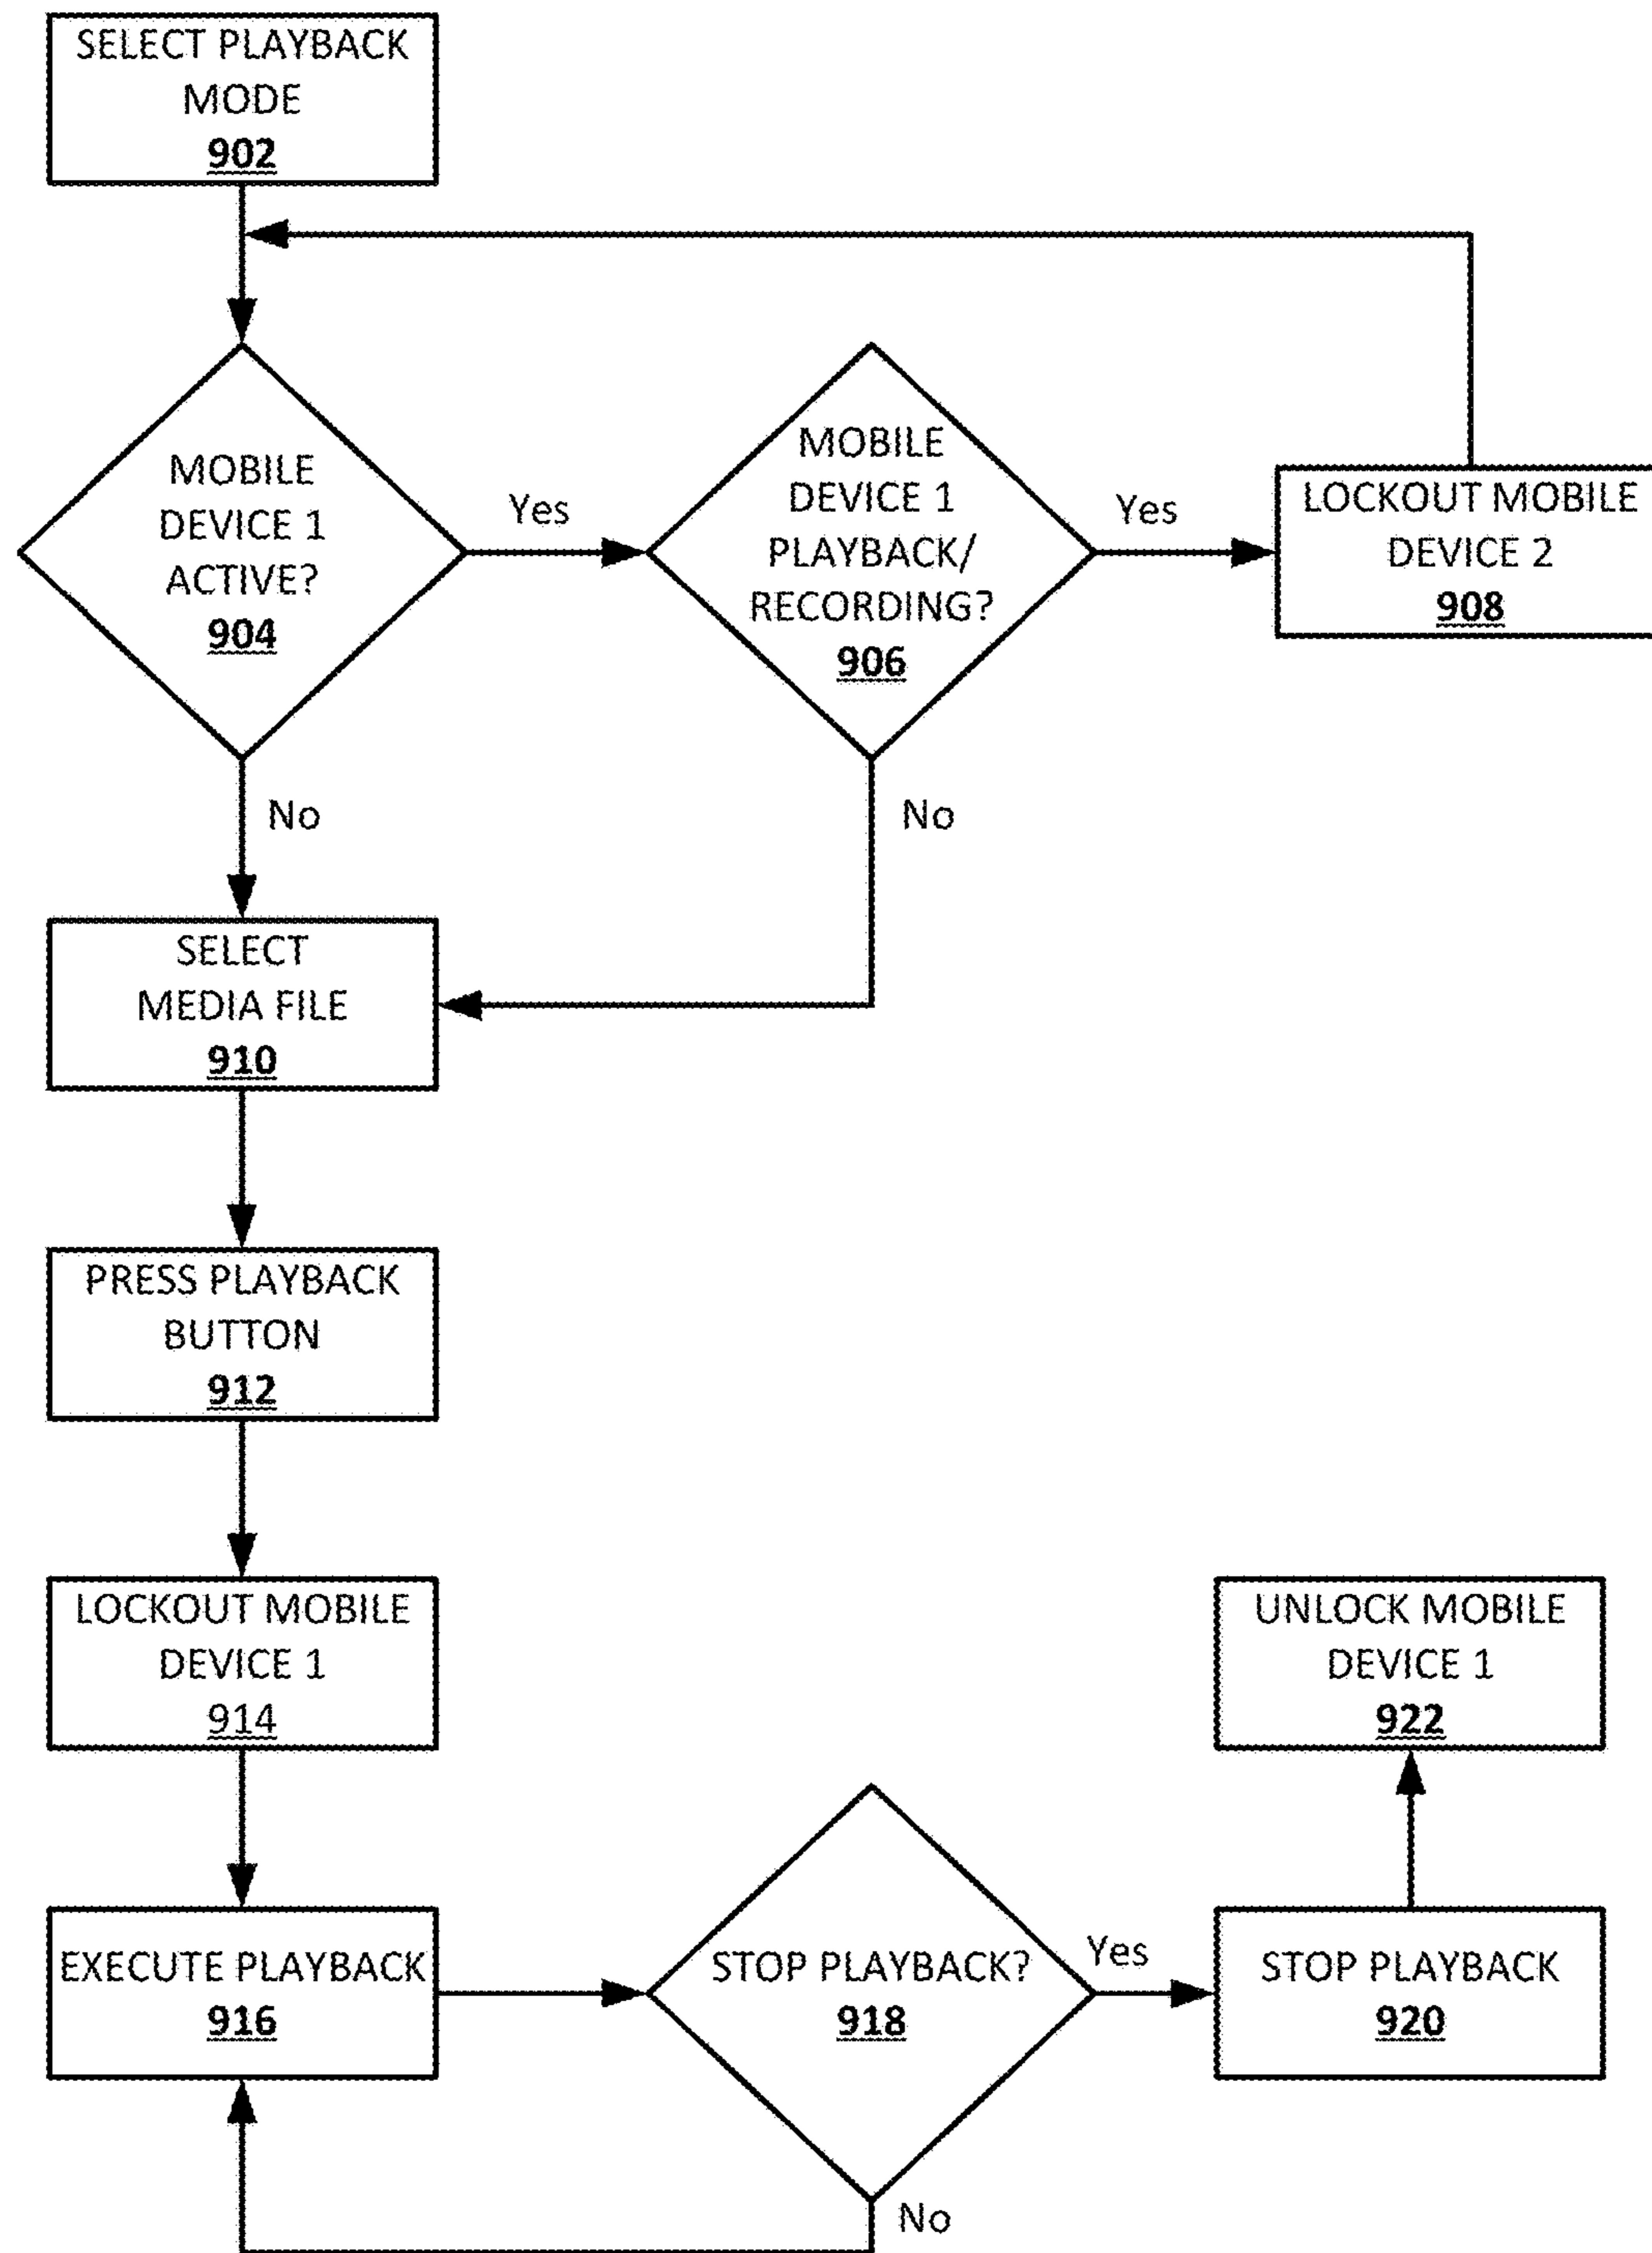 SELECT PLAYBACK
MODE
902
MOBILE
DEVICE 1
ACTIVE?
904
Yes
MOBILE
DEVICE 1
PLAYBACK/
RECORDING?
906
Yes
LOCKOUT MOBILE
DEVICE 2
908
No
No
SELECT
MEDIA FILE
910
PRESS PLAYBACK
BUTTON
912
LOCKOUT MOBILE
DEVICE 1
914
UNLOCK MOBILE
DEVICE 1
922
EXECUTE PLAYBACK
916
STOP PLAYBACK?
918
Yes
STOP PLAYBACK
920
No